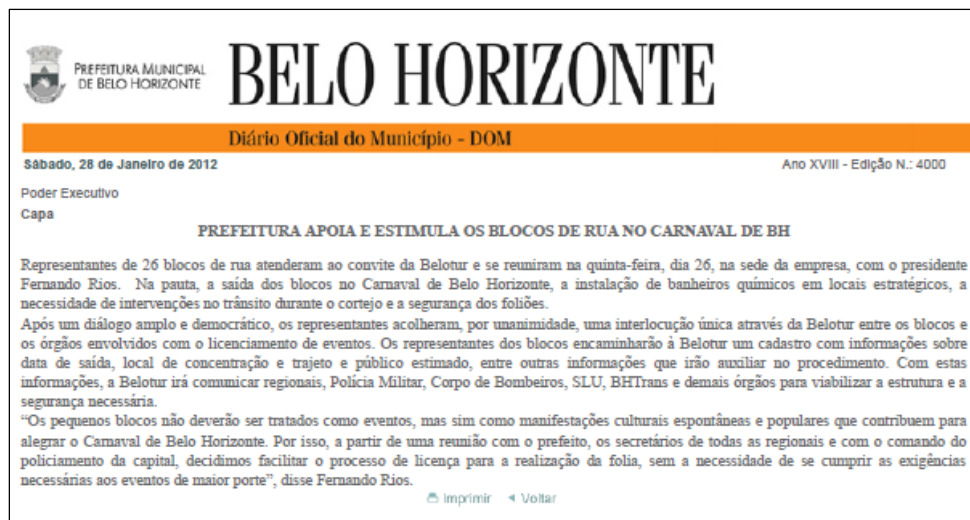 PREFEITURA MUNICIPAL
DE BELO HORIZONTE
BELO HORIZONTE
Diário Oficial do Município - DOM
Sábado, 28 de Janeiro de 2012
Ano XVIII - Edição N.: 4000
Poder Executivo
Capa
PREFEITURA APOIA E ESTIMULA OS BLOCOS DE RUA NO CARNAVAL DE BH
Representantes de 26 blocos de rua atenderam ao convite da Belotur e se reuniram na quinta-feira, dia 26, na sede da empresa, com o presidente
Fernando Rios. Na pauta, a saída dos blocos no Carnaval de Belo Horizonte, a instalação de banheiros químicos em locais estratégicos, a
necessidade de intervenções no trânsito durante o cortejo e a segurança dos foliões.
Após um diálogo amplo e democrático, os representantes acolheram, por unanimidade, uma interlocução única através da Belotur entre os blocos e
os órgãos envolvidos com o licenciamento de eventos. Os representantes dos blocos encaminharão à Belotur um cadastro com informações sobre
data de saída, local de concentração e trajeto e público estimado, entre outras informações que irão auxiliar no procedimento. Com estas
informações, a Belotur irá comunicar regionais, Polícia Militar, Corpo de Bombeiros, SLU, BHTrans e demais órgãos para viabilizar a estrutura e a
segurança necessária.
“Os pequenos blocos não deverão ser tratados como eventos, mas sim como manifestações culturais espontâneas e populares que contribuem para
alegrar o Carnaval de Belo Horizonte. Por isso, a partir de uma reunião com o prefeito, os secretários de todas as regionais e com o comando do
policiamento da capital, decidimos facilitar o processo de licença para a realização da folia, sem a necessidade de se cumprir as exigências
necessárias aos eventos de maior porte”, disse Fernando Rios.
Imprimir Voltar